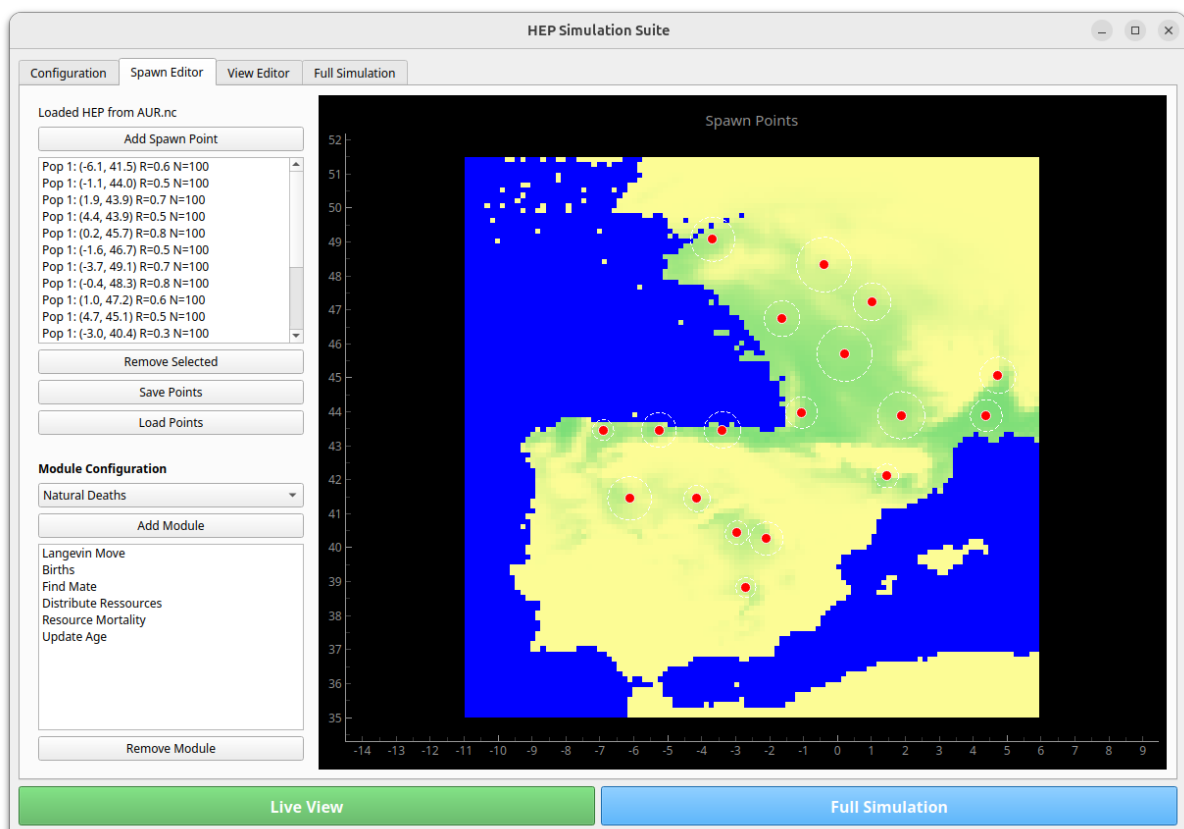 HEP Simulation Suite
Configuration Spawn Editor View Editor Full Simulation
Loaded HEP from AUR.nc
Add Spawn Point
Pop 1: (-6.1, 41.5) R=0.6 N=100
Pop 1: (-1.1, 44.0) R=0.5 N=100
Pop 1: (1.9, 43.9) R=0.7 N=100
Pop 1: (4.4, 43.9) R=0.5 N=100
Pop 1: (0.2, 45.7) R=0.8 N=100
Pop 1: (-1.6, 46.7) R=0.5 N=100
Pop 1: (-3.7, 49.1) R=0.7 N=100
Pop 1: (-0.4, 48.3) R=0.8 N=100
Pop 1: (1.0, 47.2) R=0.6 N=100
Pop 1: (4.7, 45.1) R=0.5 N=100
Pop 1: (-3.0, 40.4) R=0.3 N=100
Remove Selected
Save Points
Load Points
Module Configuration
Natural Deaths
Add Module
Langevin Move
Births
Find Mate
Distribute Ressources
Resource Mortality
Update Age
Remove Module
Spawn Points
52
51
50
49
48
47
46
45
44
43
42
41
40
39
38
37
36
35
-14 -13 -12 -11 -10 -9 -8 -7 -6 -5 -4 -3 -2 -1 0 1 2 3 4 5 6 7 8 9
Live View
Full Simulation